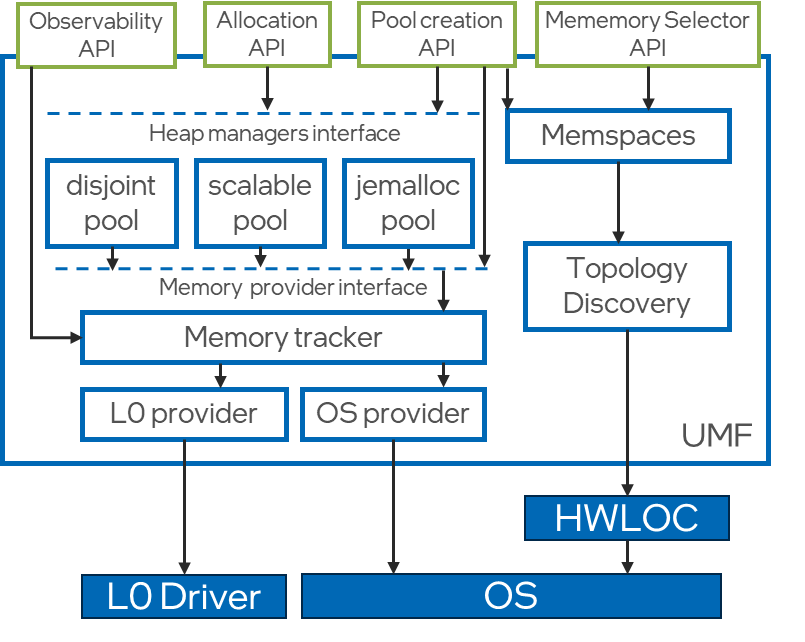 Observability
API
Allocation
API
Pool creation
API
Mememory Selector
API
Heap managers interface
Memspaces
disjoint
pool
scalable
pool
jemalloc
pool
Topology
Discovery
Memory provider interface
Memory tracker
L0 provider
OS provider
UMF
HWLOC
L0 Driver
OS